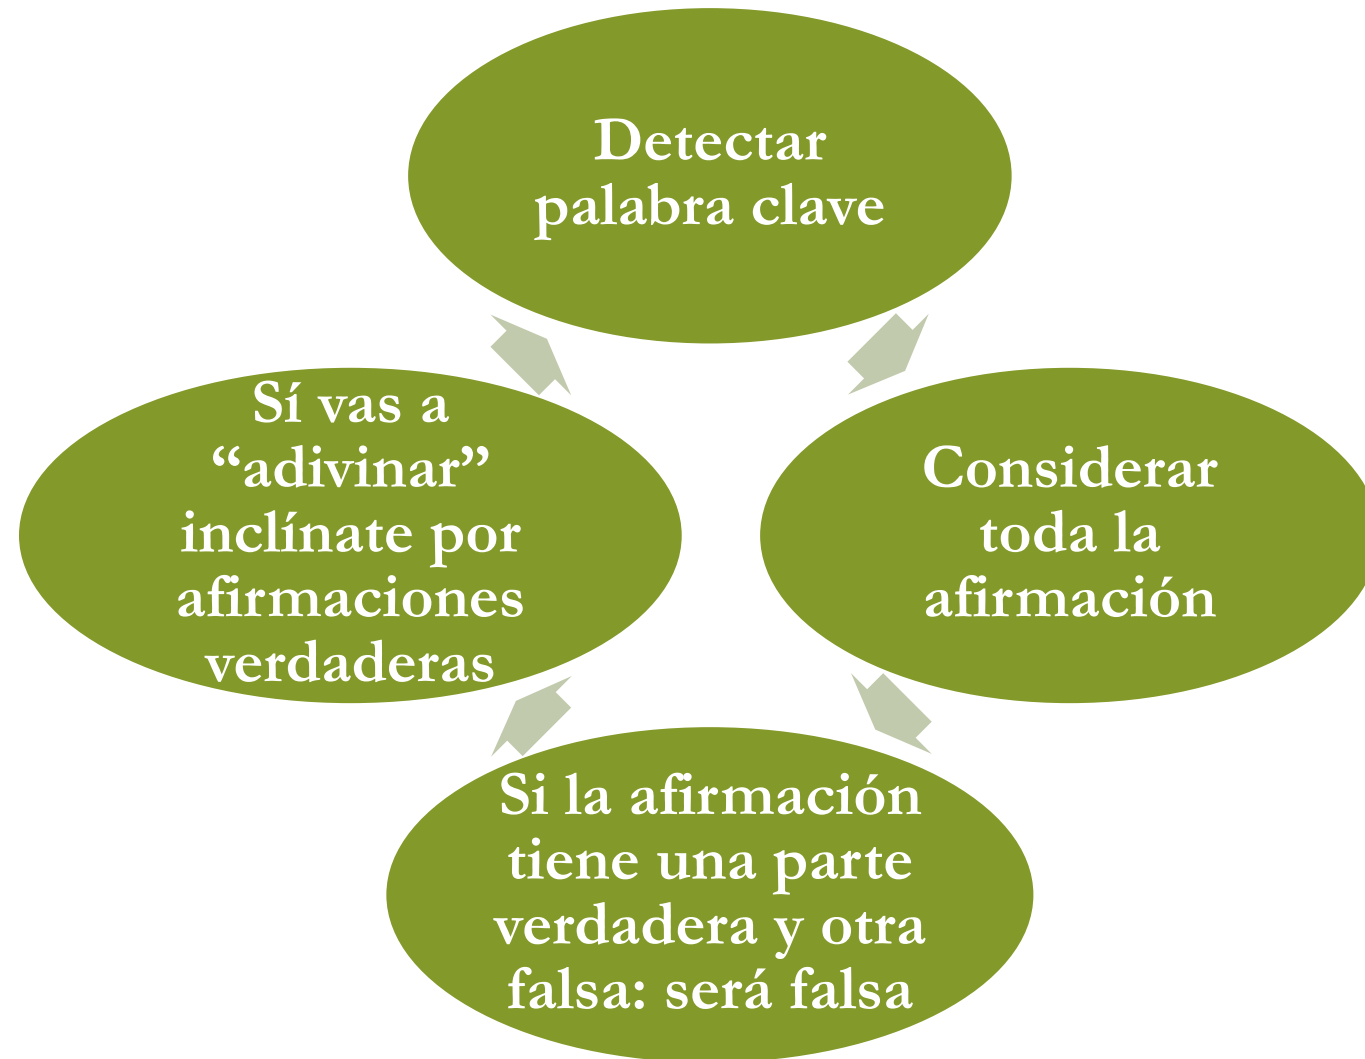 Detectar
palabra clave
Considerar
toda la
afirmación
Si la afirmación
tiene una parte
verdadera y otra
falsa: será falsa
Sí vas a
“adivinar”
inclínate por
afirmaciones
verdaderas